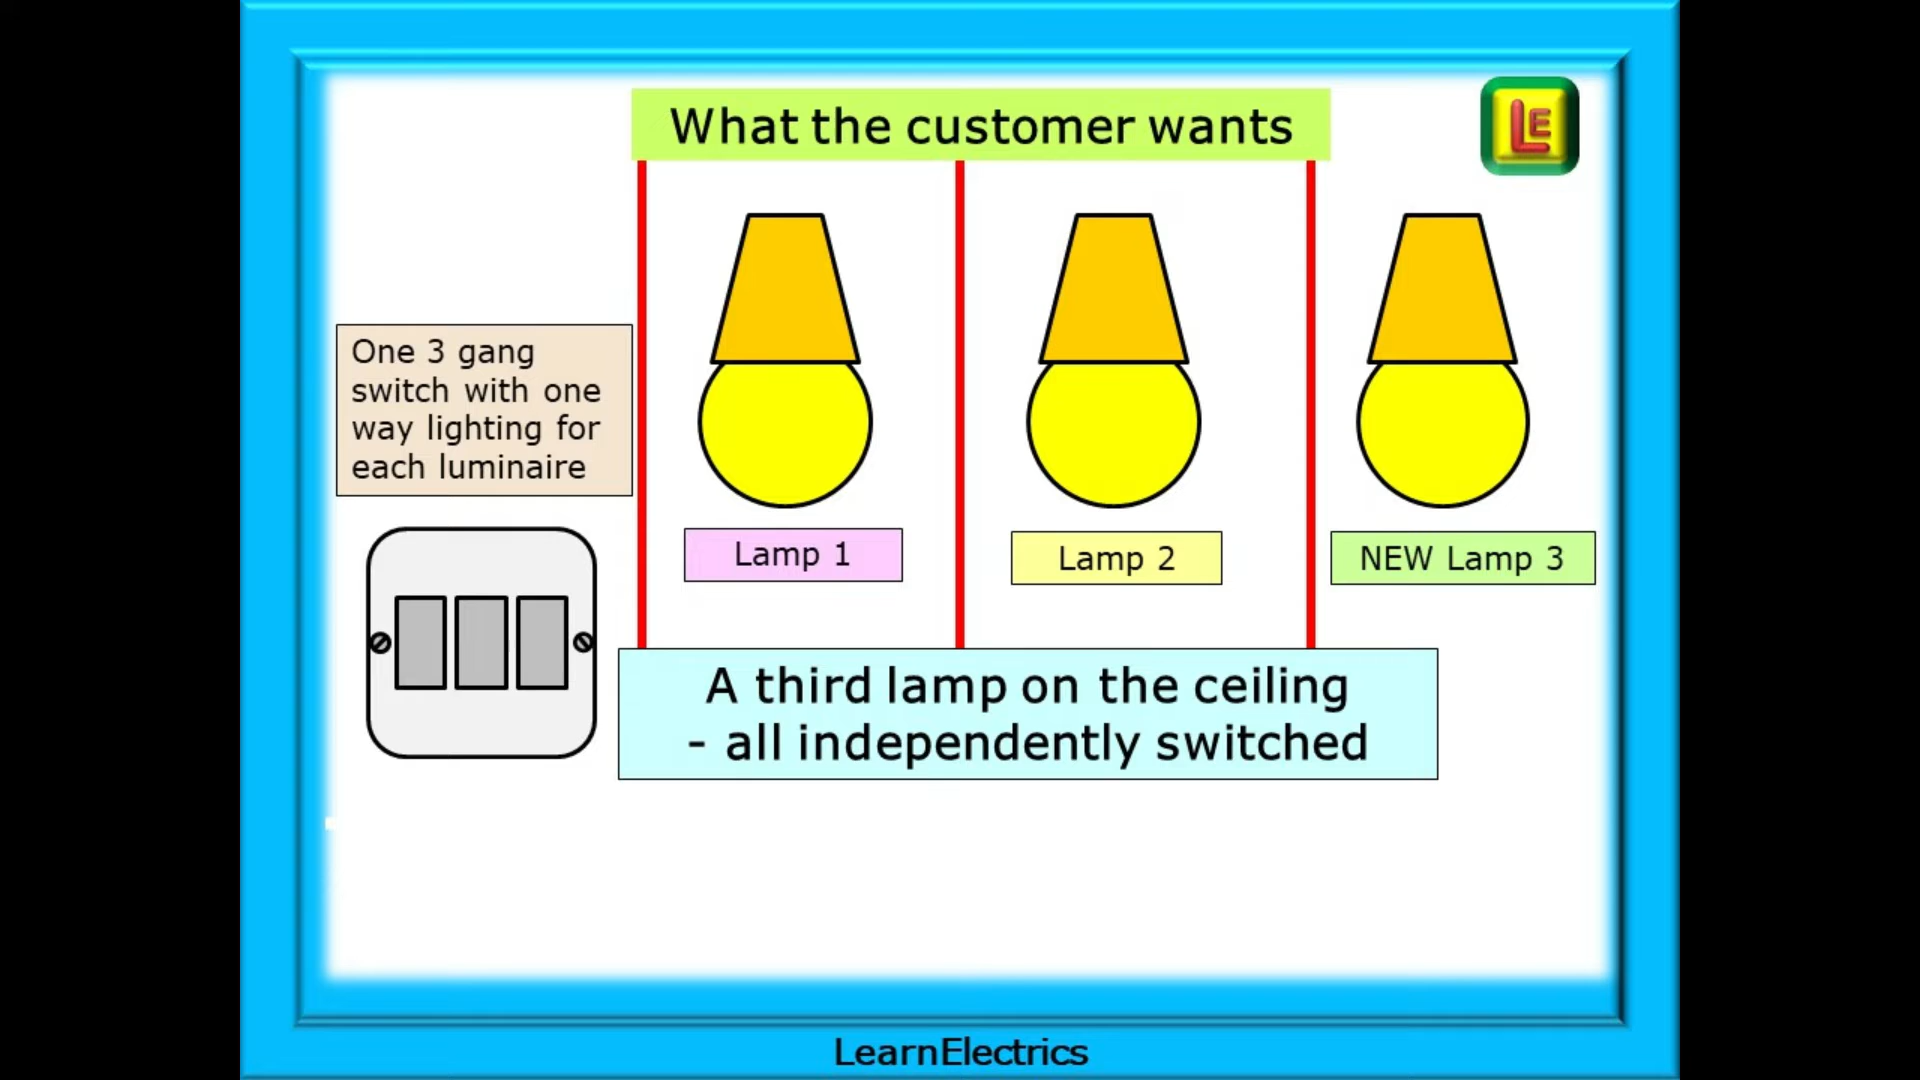 What the customer wants
LE
One 3 gang
switch with one
way lighting for
each luminaire
Lamp 1
Lamp 2
NEW Lamp 3
A third lamp on the ceiling
- all independently switched
LearnElectrics